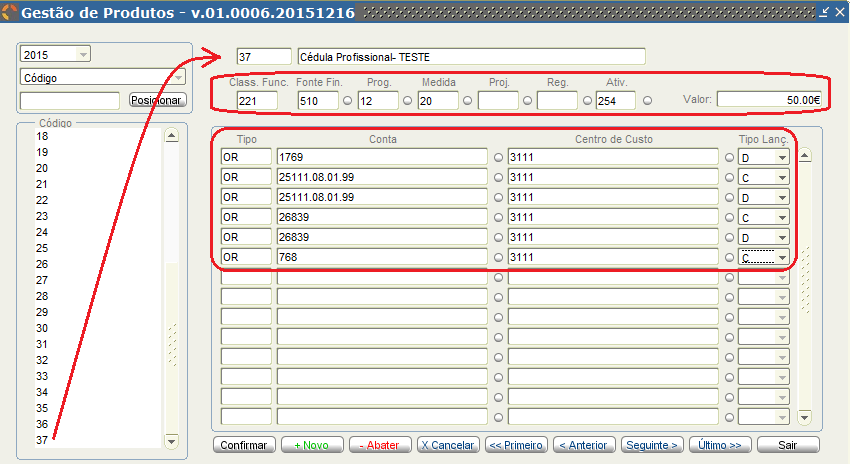 Gestão de Produtos - v.01.0006.20151216
2015
Código
Posicionar
37 Cédula Profissional- TESTE
Class. Func. Fonte Fin. Prog. Medida Proj. Reg. Ativ.
221 510 12 20 254 Valor: 50.00€
Código
18
19
20
21
22
23
24
25
26
27
28
29
30
31
32
33
34
35
36
37
Tipo Conta Centro de Custo Tipo Lanç.
OR 1769 3111 D
OR 25111.08.01.99 3111 C
OR 25111.08.01.99 3111 D
OR 26839 3111 C
OR 26839 3111 D
OR 768 3111 C
Confirmar + Novo - Abater X Cancelar << Primeiro < Anterior Seguinte > Último >> Sair